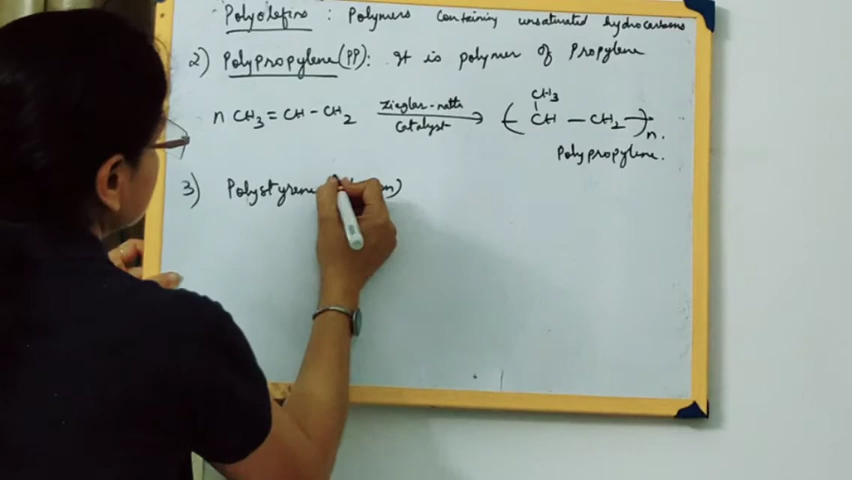 Polyolefins : Polymers containing unsaturated hydrocarbons
2) Polypropylene(PP): It is polymer of Propylene
n CH3 = CH - CH2 Ziegler-natta catalyst → ( CH3 CH — CH2 )n.
Polypropylene.
3) Polystyrene